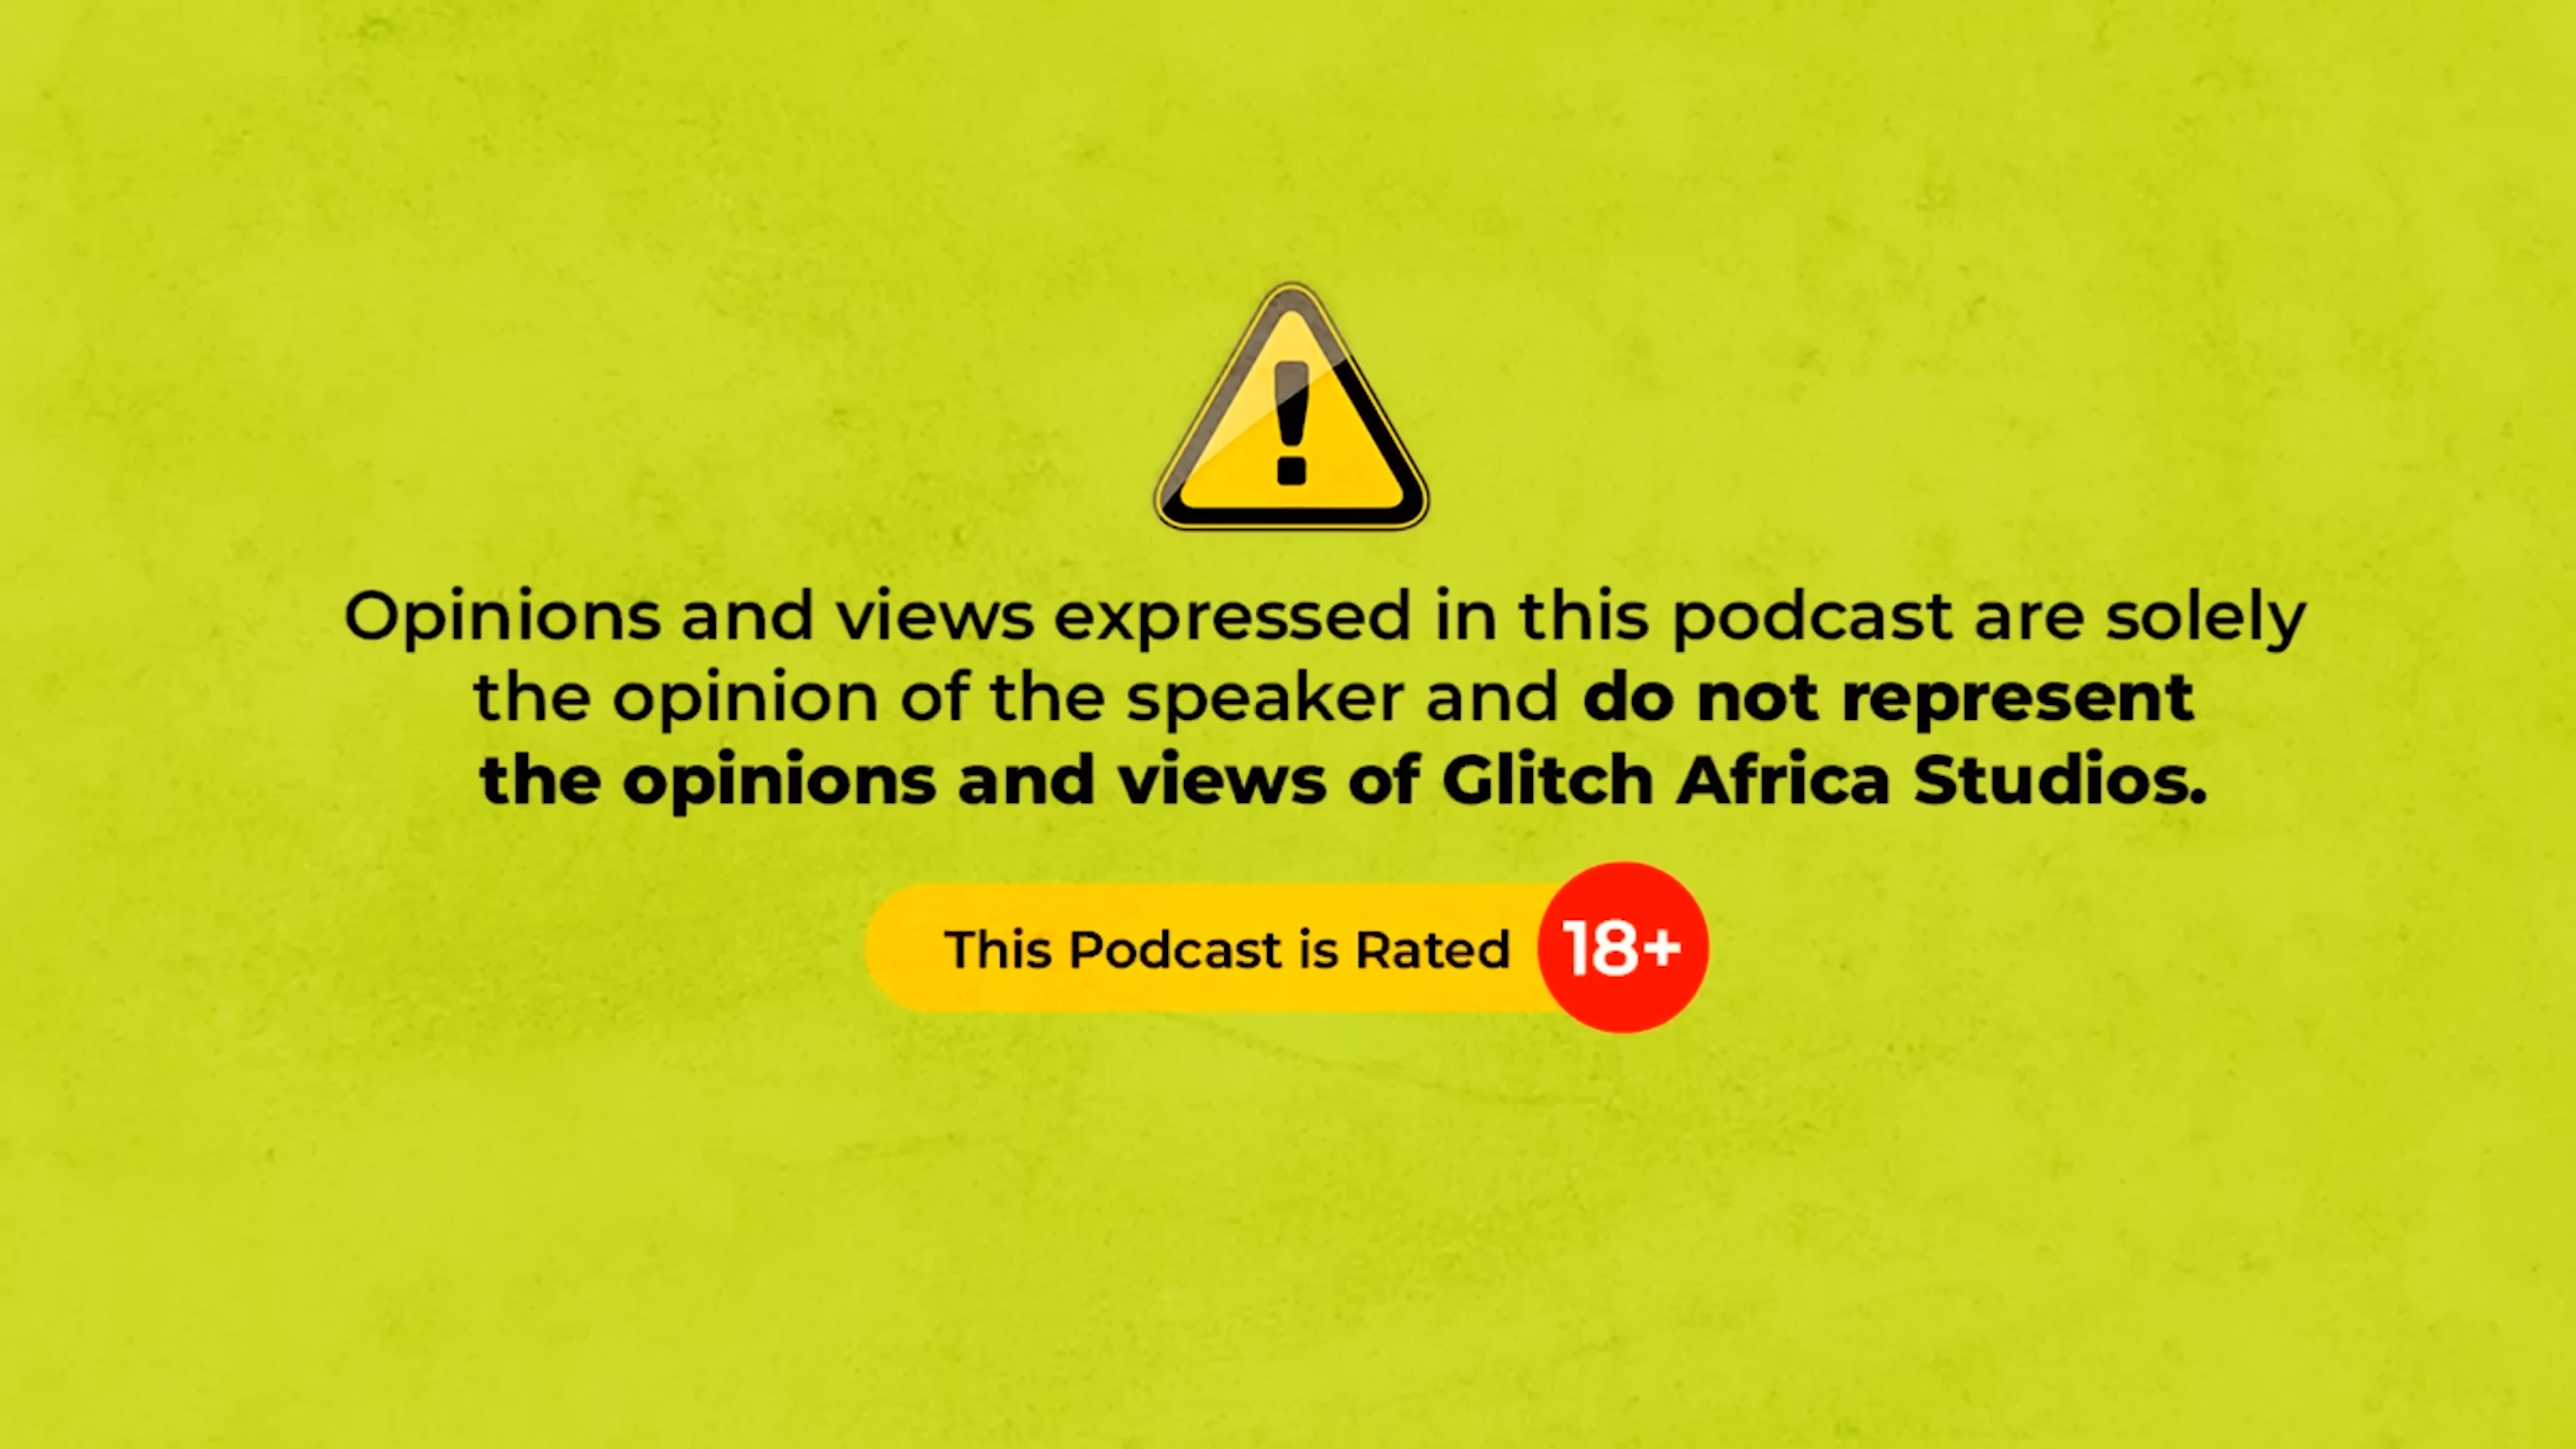 Opinions and views expressed in this podcast are solely
the opinion of the speaker and do not represent
the opinions and views of Glitch Africa Studios.
This Podcast is Rated 18+